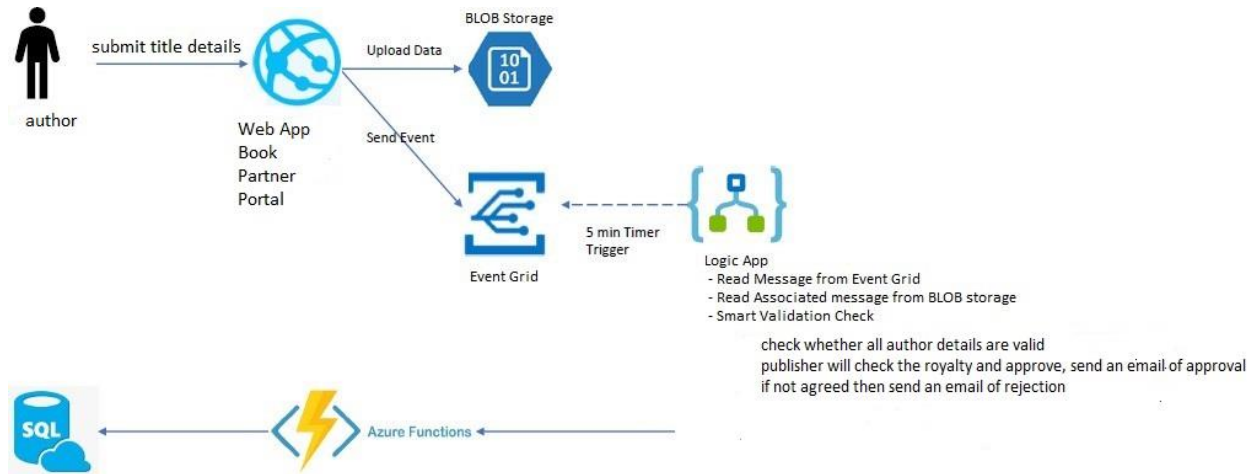 BLOB Storage
submit title details
Upload Data
10
01
author
Web App
Book
Partner
Portal
Send Event
5 min Timer
Trigger
Event Grid
Logic App
- Read Message from Event Grid
- Read Associated message from BLOB storage
- Smart Validation Check
check whether all author details are valid
publisher will check the royalty and approve, send an email of approval
if not agreed then send an email of rejection
SQL
Azure Functions